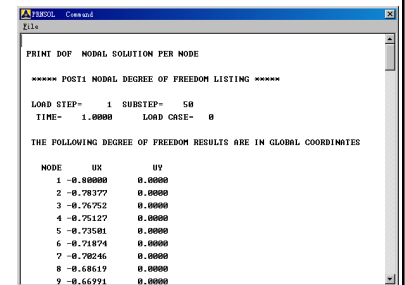 PRNSOL Command
File
PRINT DOF NODAL SOLUTION PER NODE
***** POST1 NODAL DEGREE OF FREEDOM LISTING *****
LOAD STEP= 1 SUBSTEP= 50
TIME= 1.0000 LOAD CASE= 0
THE FOLLOWING DEGREE OF FREEDOM RESULTS ARE IN GLOBAL COORDINATES
NODE UX UY
1 -0.80000 0.0000
2 -0.78377 0.0000
3 -0.76752 0.0000
4 -0.75127 0.0000
5 -0.73501 0.0000
6 -0.71874 0.0000
7 -0.70246 0.0000
8 -0.68619 0.0000
9 -0.66991 0.0000